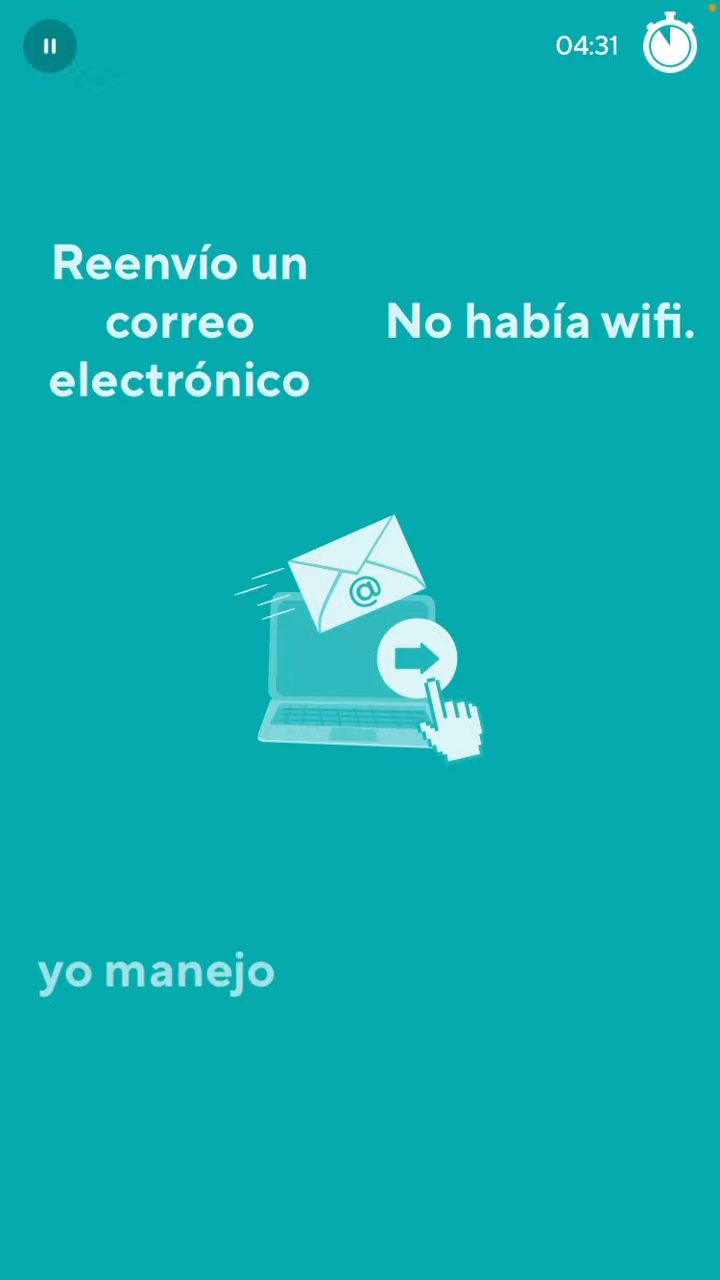 04:31
Reenvío un
correo
electrónico
No había wifi.
@
yo manejo